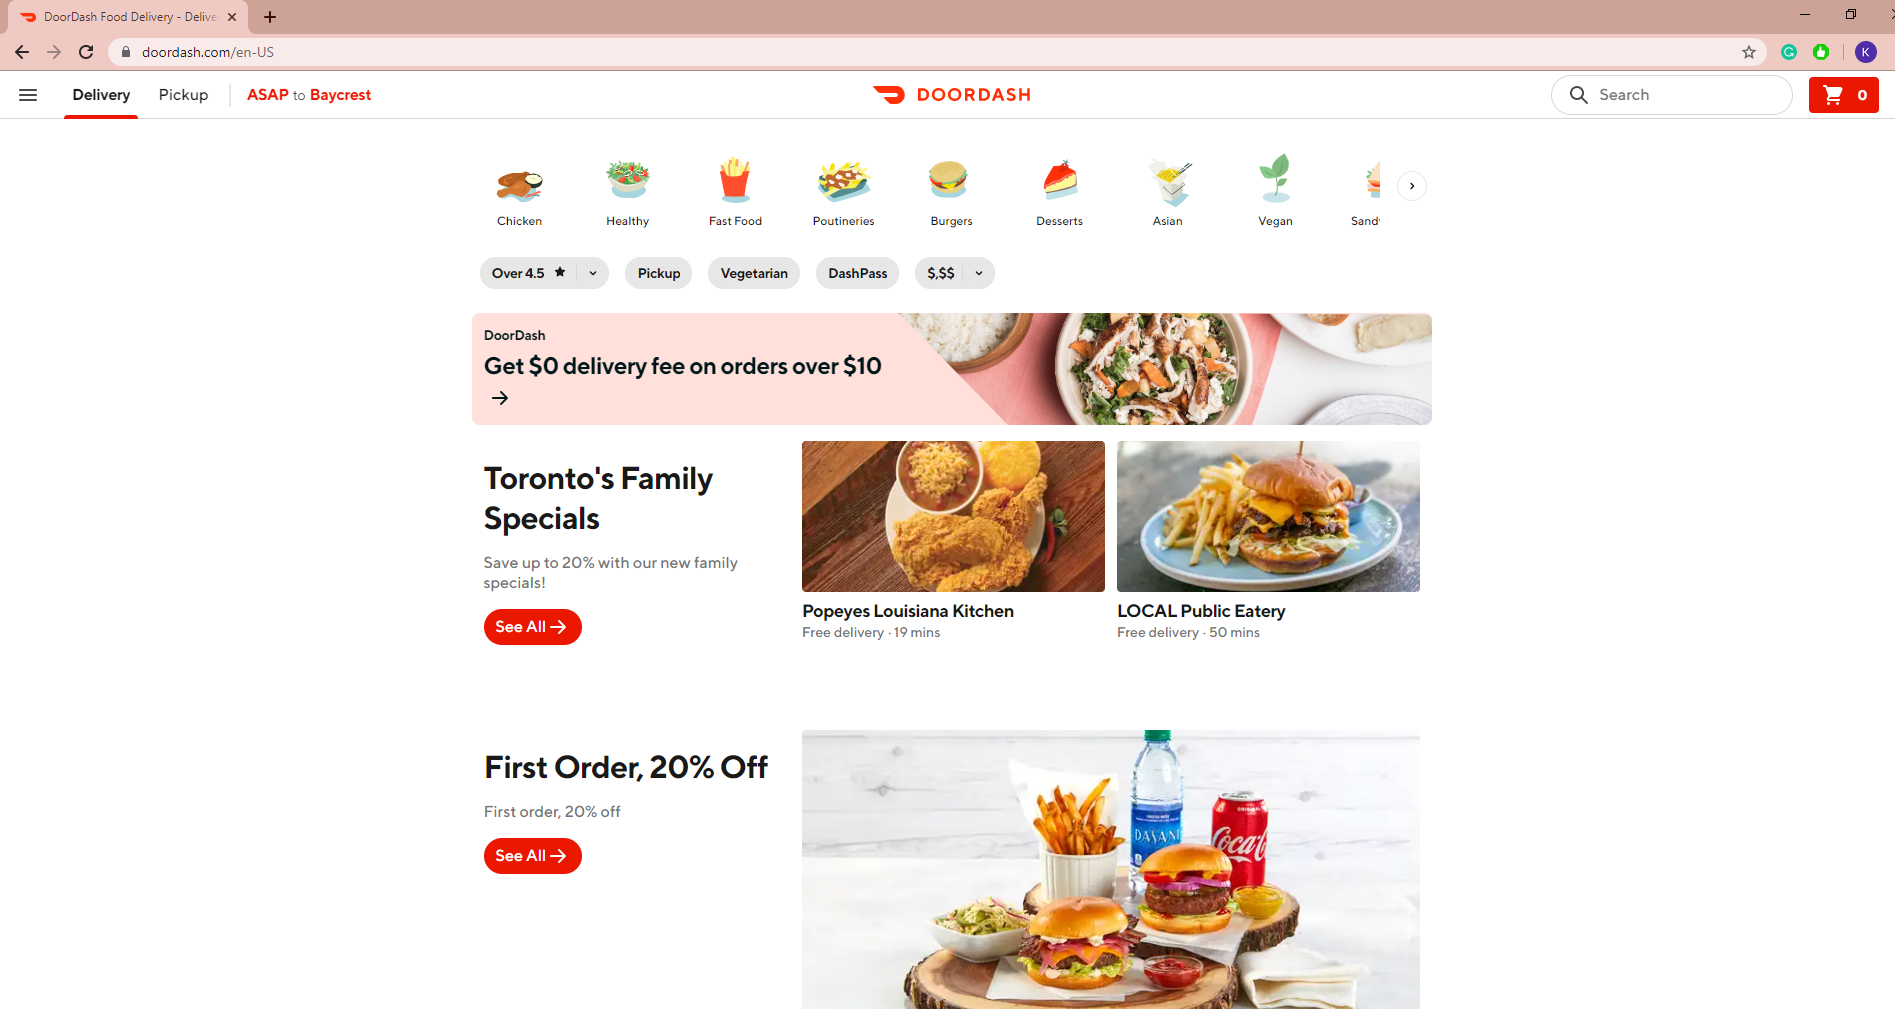 DoorDash Food Delivery - Delive
doordash.com/en-US
K
Delivery
Pickup
ASAP to Baycrest
DOORDASH
Search
0
Chicken
Healthy
Fast Food
Poutineries
Burgers
Desserts
Asian
Vegan
Sand
Over 4.5
Pickup
Vegetarian
DashPass
$,$$
DoorDash
Get $0 delivery fee on orders over $10
Toronto's Family
Specials
Save up to 20% with our new family
specials!
See All
Popeyes Louisiana Kitchen
Free delivery · 19 mins
LOCAL Public Eatery
Free delivery · 50 mins
First Order, 20% Off
First order, 20% off
See All
DASANI
Coca-C